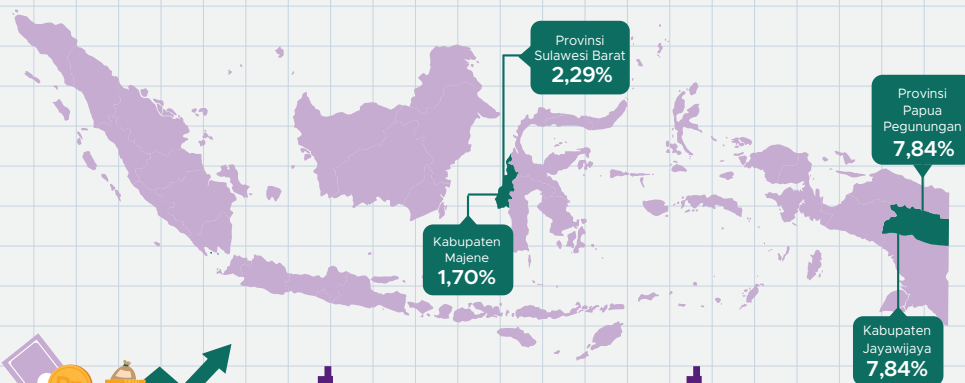 Provinsi
Sulawesi Barat
2,29%
Provinsi
Papua
Pegunungan
7,84%
Kabupaten
Majene
1,70%
Kabupaten
Jayawijaya
7,84%